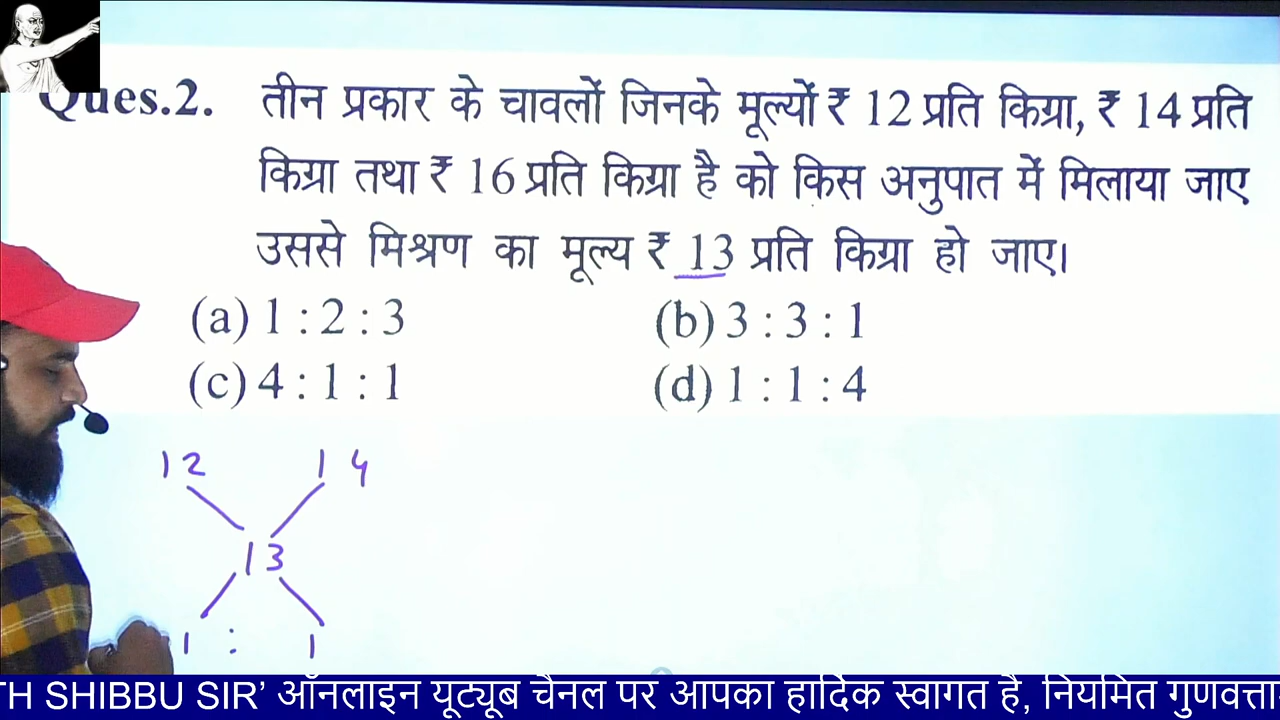 Ques.2. तीन प्रकार के चावलों जिनके मूल्यों ₹ 12 प्रति किग्रा, ₹ 14 प्रति
किग्रा तथा ₹ 16 प्रति किग्रा है को किस अनुपात में मिलाया जाए
उससे मिश्रण का मूल्य ₹ 13 प्रति किग्रा हो जाए।
(a) 1 : 2 : 3 (b) 3 : 3 : 1
(c) 4 : 1 : 1 (d) 1 : 1 : 4
12 14
13
1 : 1
SHIBBU SIR’ ऑनलाइन यूट्यूब चैनल पर आपका हार्दिक स्वागत है, नियमित